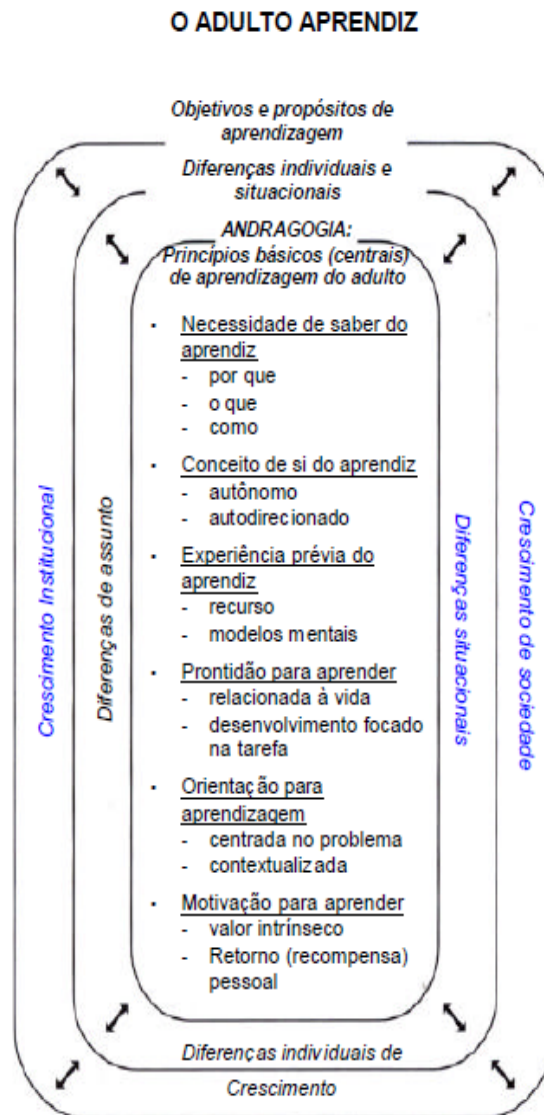 O ADULTO APRENDIZ
Objetivos e propósitos de
aprendizagem
Diferenças individuais e
situacionais
ANDRAGOGIA:
Princípios básicos (centrais)
de aprendizagem do adulto
· Necessidade de saber do
aprendiz
- por que
- o que
- como
· Conceito de si do aprendiz
- autônomo
- autodirecionado
· Experiência prévia do
aprendiz
- recurso
- modelos mentais
· Prontidão para aprender
- relacionada à vida
- desenvolvimento focado
na tarefa
· Orientação para
aprendizagem
- centrada no problema
- contextualizada
· Motivação para aprender
- valor intrínseco
- Retorno (recompensa)
pessoal
Crescimento Institucional
Diferenças de assunto
Diferenças situacionais
Crescimento de sociedade
Diferenças individuais de
Crescimento